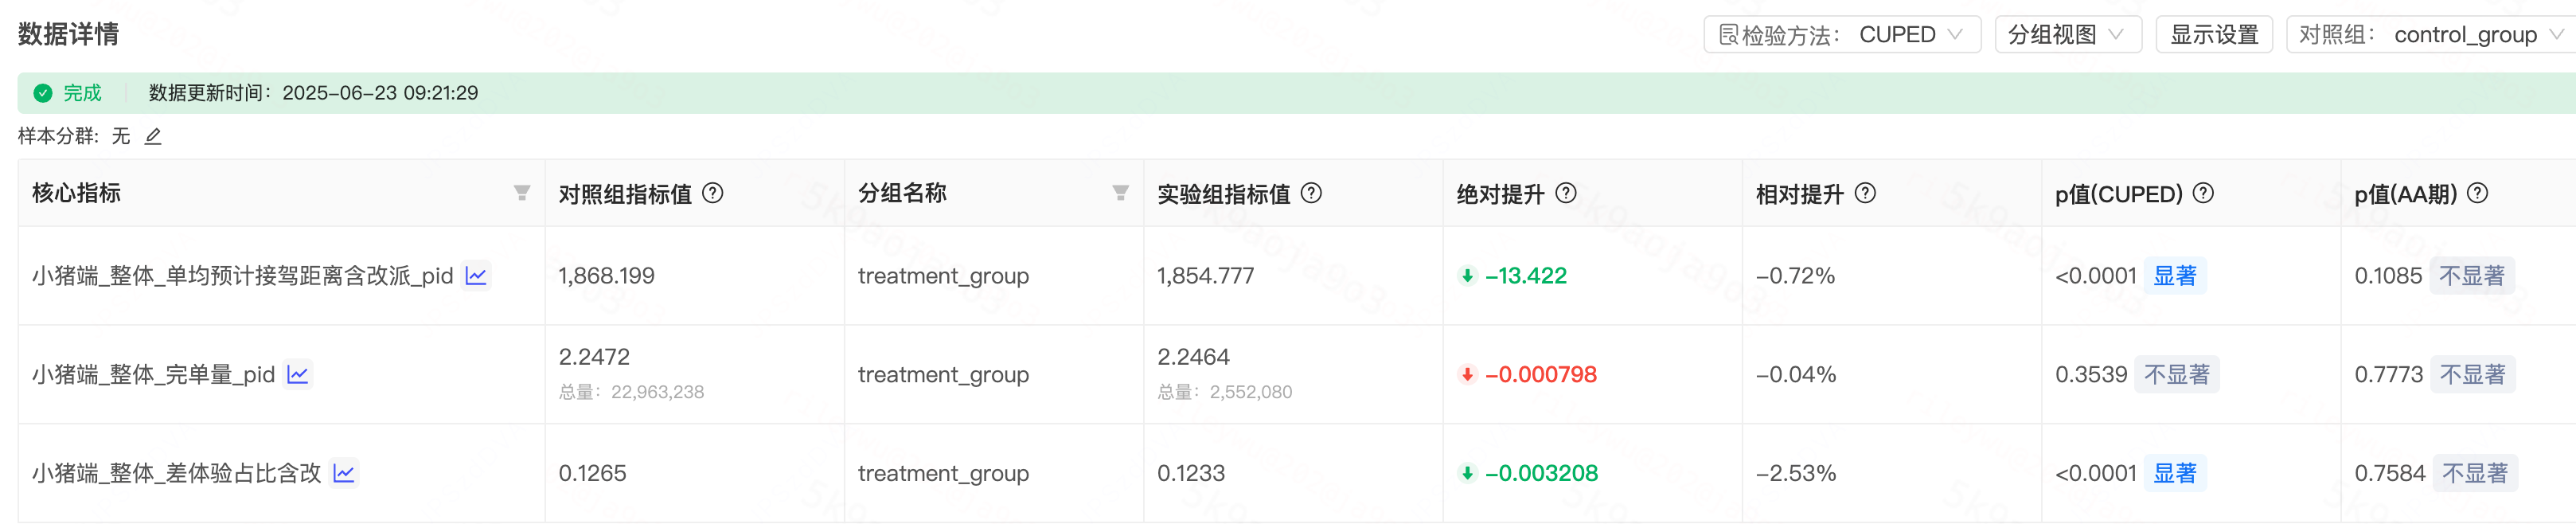 数据详情
检验方法： CUPED
分组视图
显示设置
对照组： control_group
完成 数据更新时间：2025-06-23 09:21:29
样本分群: 无
核心指标 对照组指标值 分组名称 实验组指标值 绝对提升 相对提升 p值(CUPED) p值(AA期)
小猪端_整体_单均预计接驾距离含改派_pid 1,868.199 treatment_group 1,854.777 -13.422 -0.72% <0.0001 显著 0.1085 不显著
小猪端_整体_完单量_pid 2.2472 treatment_group 2.2464 -0.000798 -0.04% 0.3539 不显著 0.7773 不显著
总量：22,963,238 总量：2,552,080
小猪端_整体_差体验占比含改 0.1265 treatment_group 0.1233 -0.003208 -2.53% <0.0001 显著 0.7584 不显著